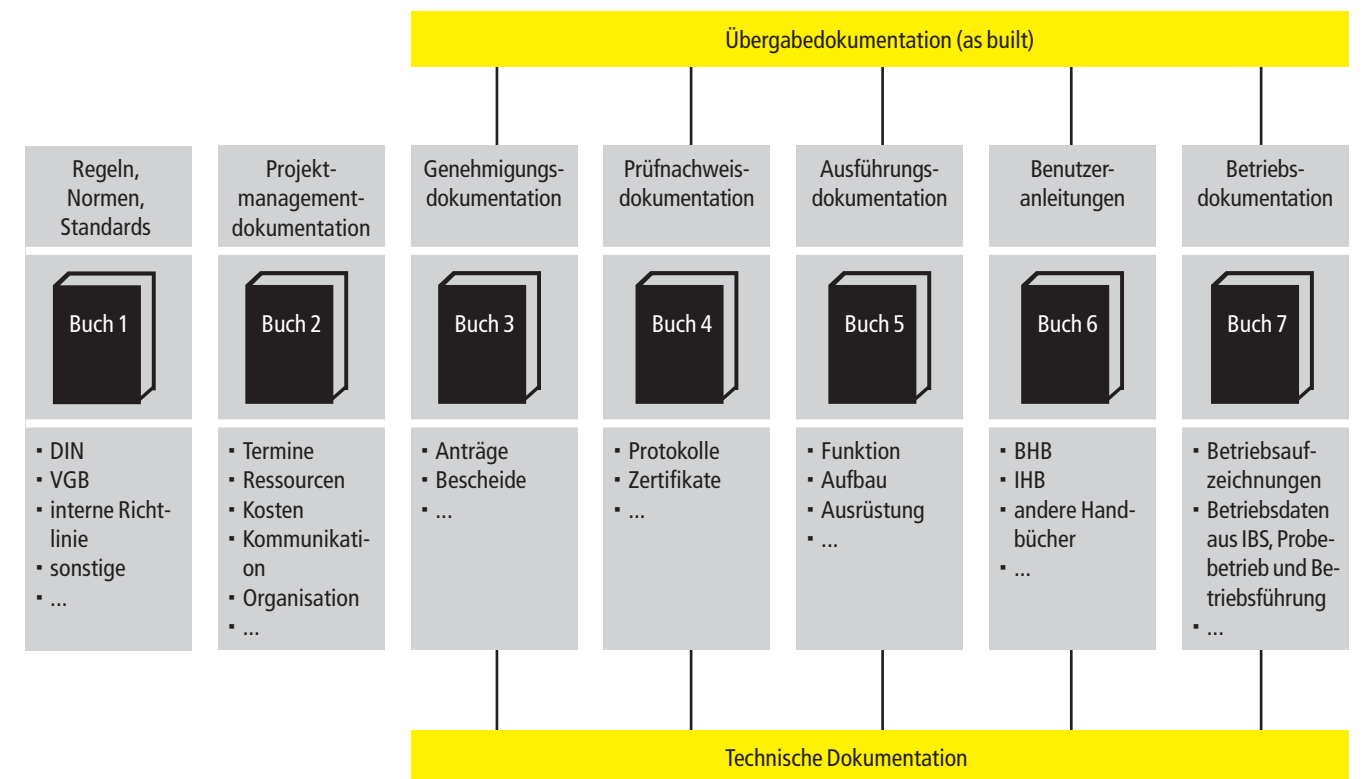 Übergabedokumentation (as built)
Regeln,
Normen,
Standards
Projekt-
management-
dokumentation
Genehmigungs-
dokumentation
Prüfnachweis-
dokumentation
Ausführungs-
dokumentation
Benutzer-
anleitungen
Betriebs-
dokumentation
Buch 1
Buch 2
Buch 3
Buch 4
Buch 5
Buch 6
Buch 7
▪ DIN
▪ VGB
▪ interne Richt-
linie
▪ sonstige
▪ ...
▪ Termine
▪ Ressourcen
▪ Kosten
▪ Kommunikati-
on
▪ Organisation
▪ ...
▪ Anträge
▪ Bescheide
▪ ...
▪ Protokolle
▪ Zertifikate
▪ ...
▪ Funktion
▪ Aufbau
▪ Ausrüstung
▪ ...
▪ BHB
▪ IHB
▪ andere Hand-
bücher
▪ ...
▪ Betriebsauf-
zeichnungen
▪ Betriebsdaten
aus IBS, Probe-
betrieb und Be-
triebsführung
▪ ...
Technische Dokumentation